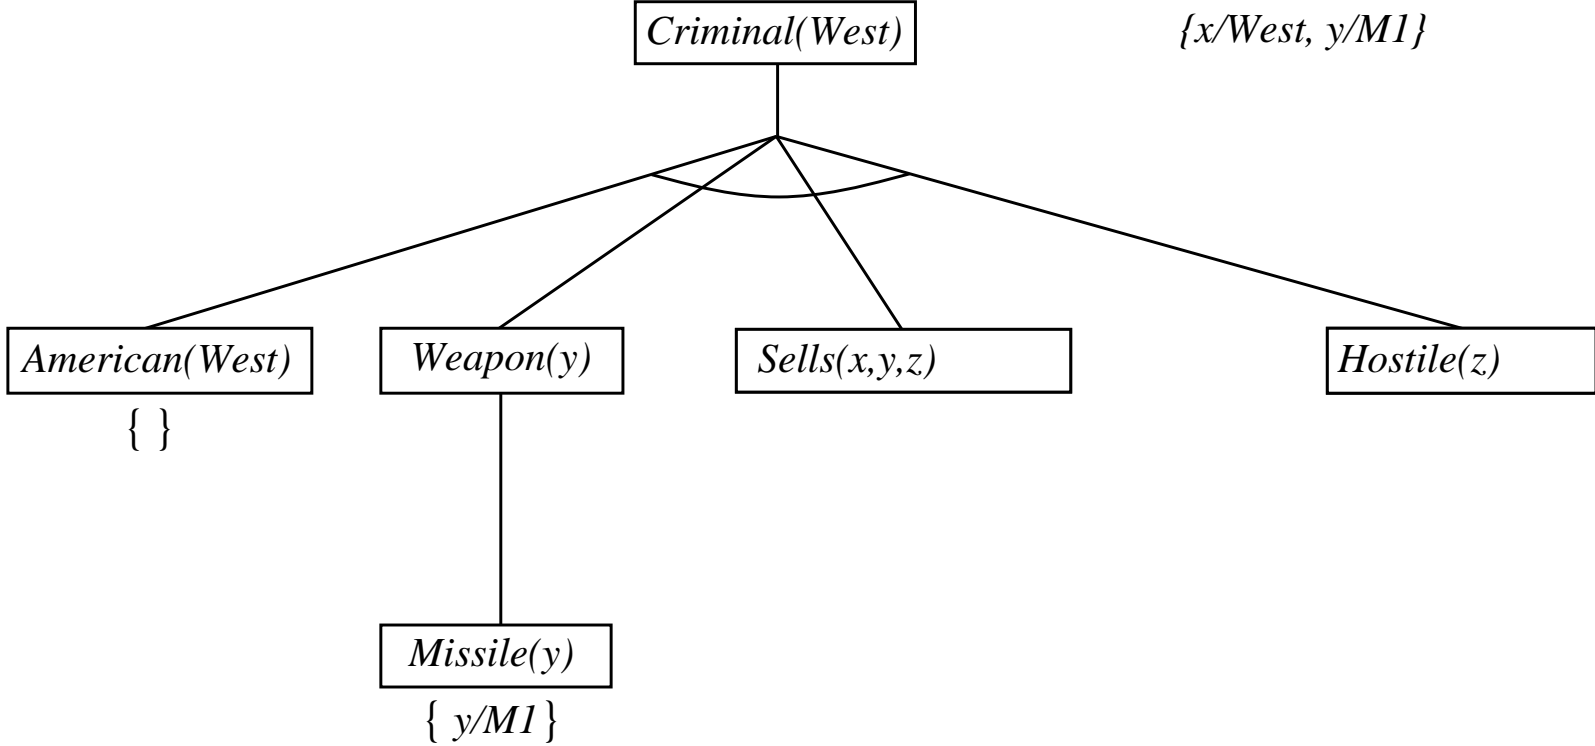 Criminal(West)
{x/West, y/M1}
American(West)
Weapon(y)
Sells(x,y,z)
Hostile(z)
{ }
Missile(y)
{ y/M1 }